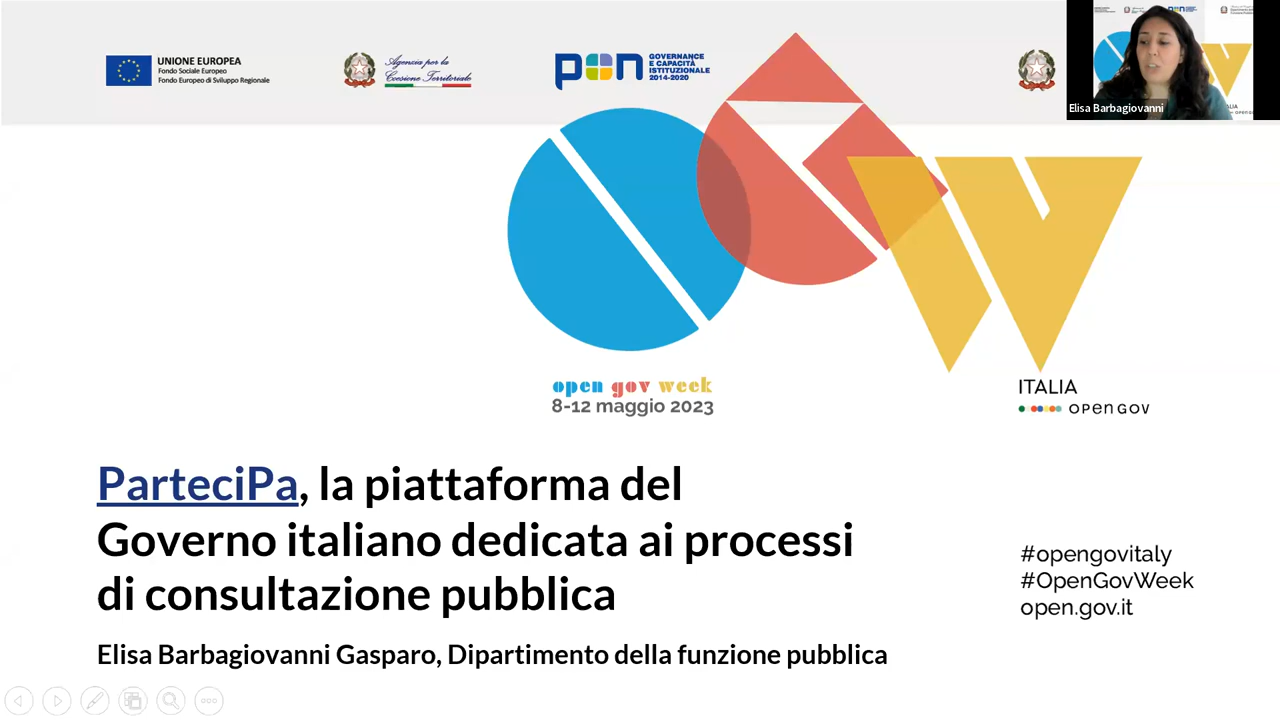 UNIONE EUROPEA
Fondo Sociale Europeo
Fondo Europeo di Sviluppo Regionale
Agenzia per la
Coesione Territoriale
pon
GOVERNANCE
E CAPACITÀ
ISTITUZIONALE
2014-2020
Elisa Barbagiovanni
open gov week
8-12 maggio 2023
ITALIA
OPEN GOV
ParteciPa, la piattaforma del
Governo italiano dedicata ai processi
di consultazione pubblica
Elisa Barbagiovanni Gasparo, Dipartimento della funzione pubblica
#opengovitaly
#OpenGovWeek
open.gov.it